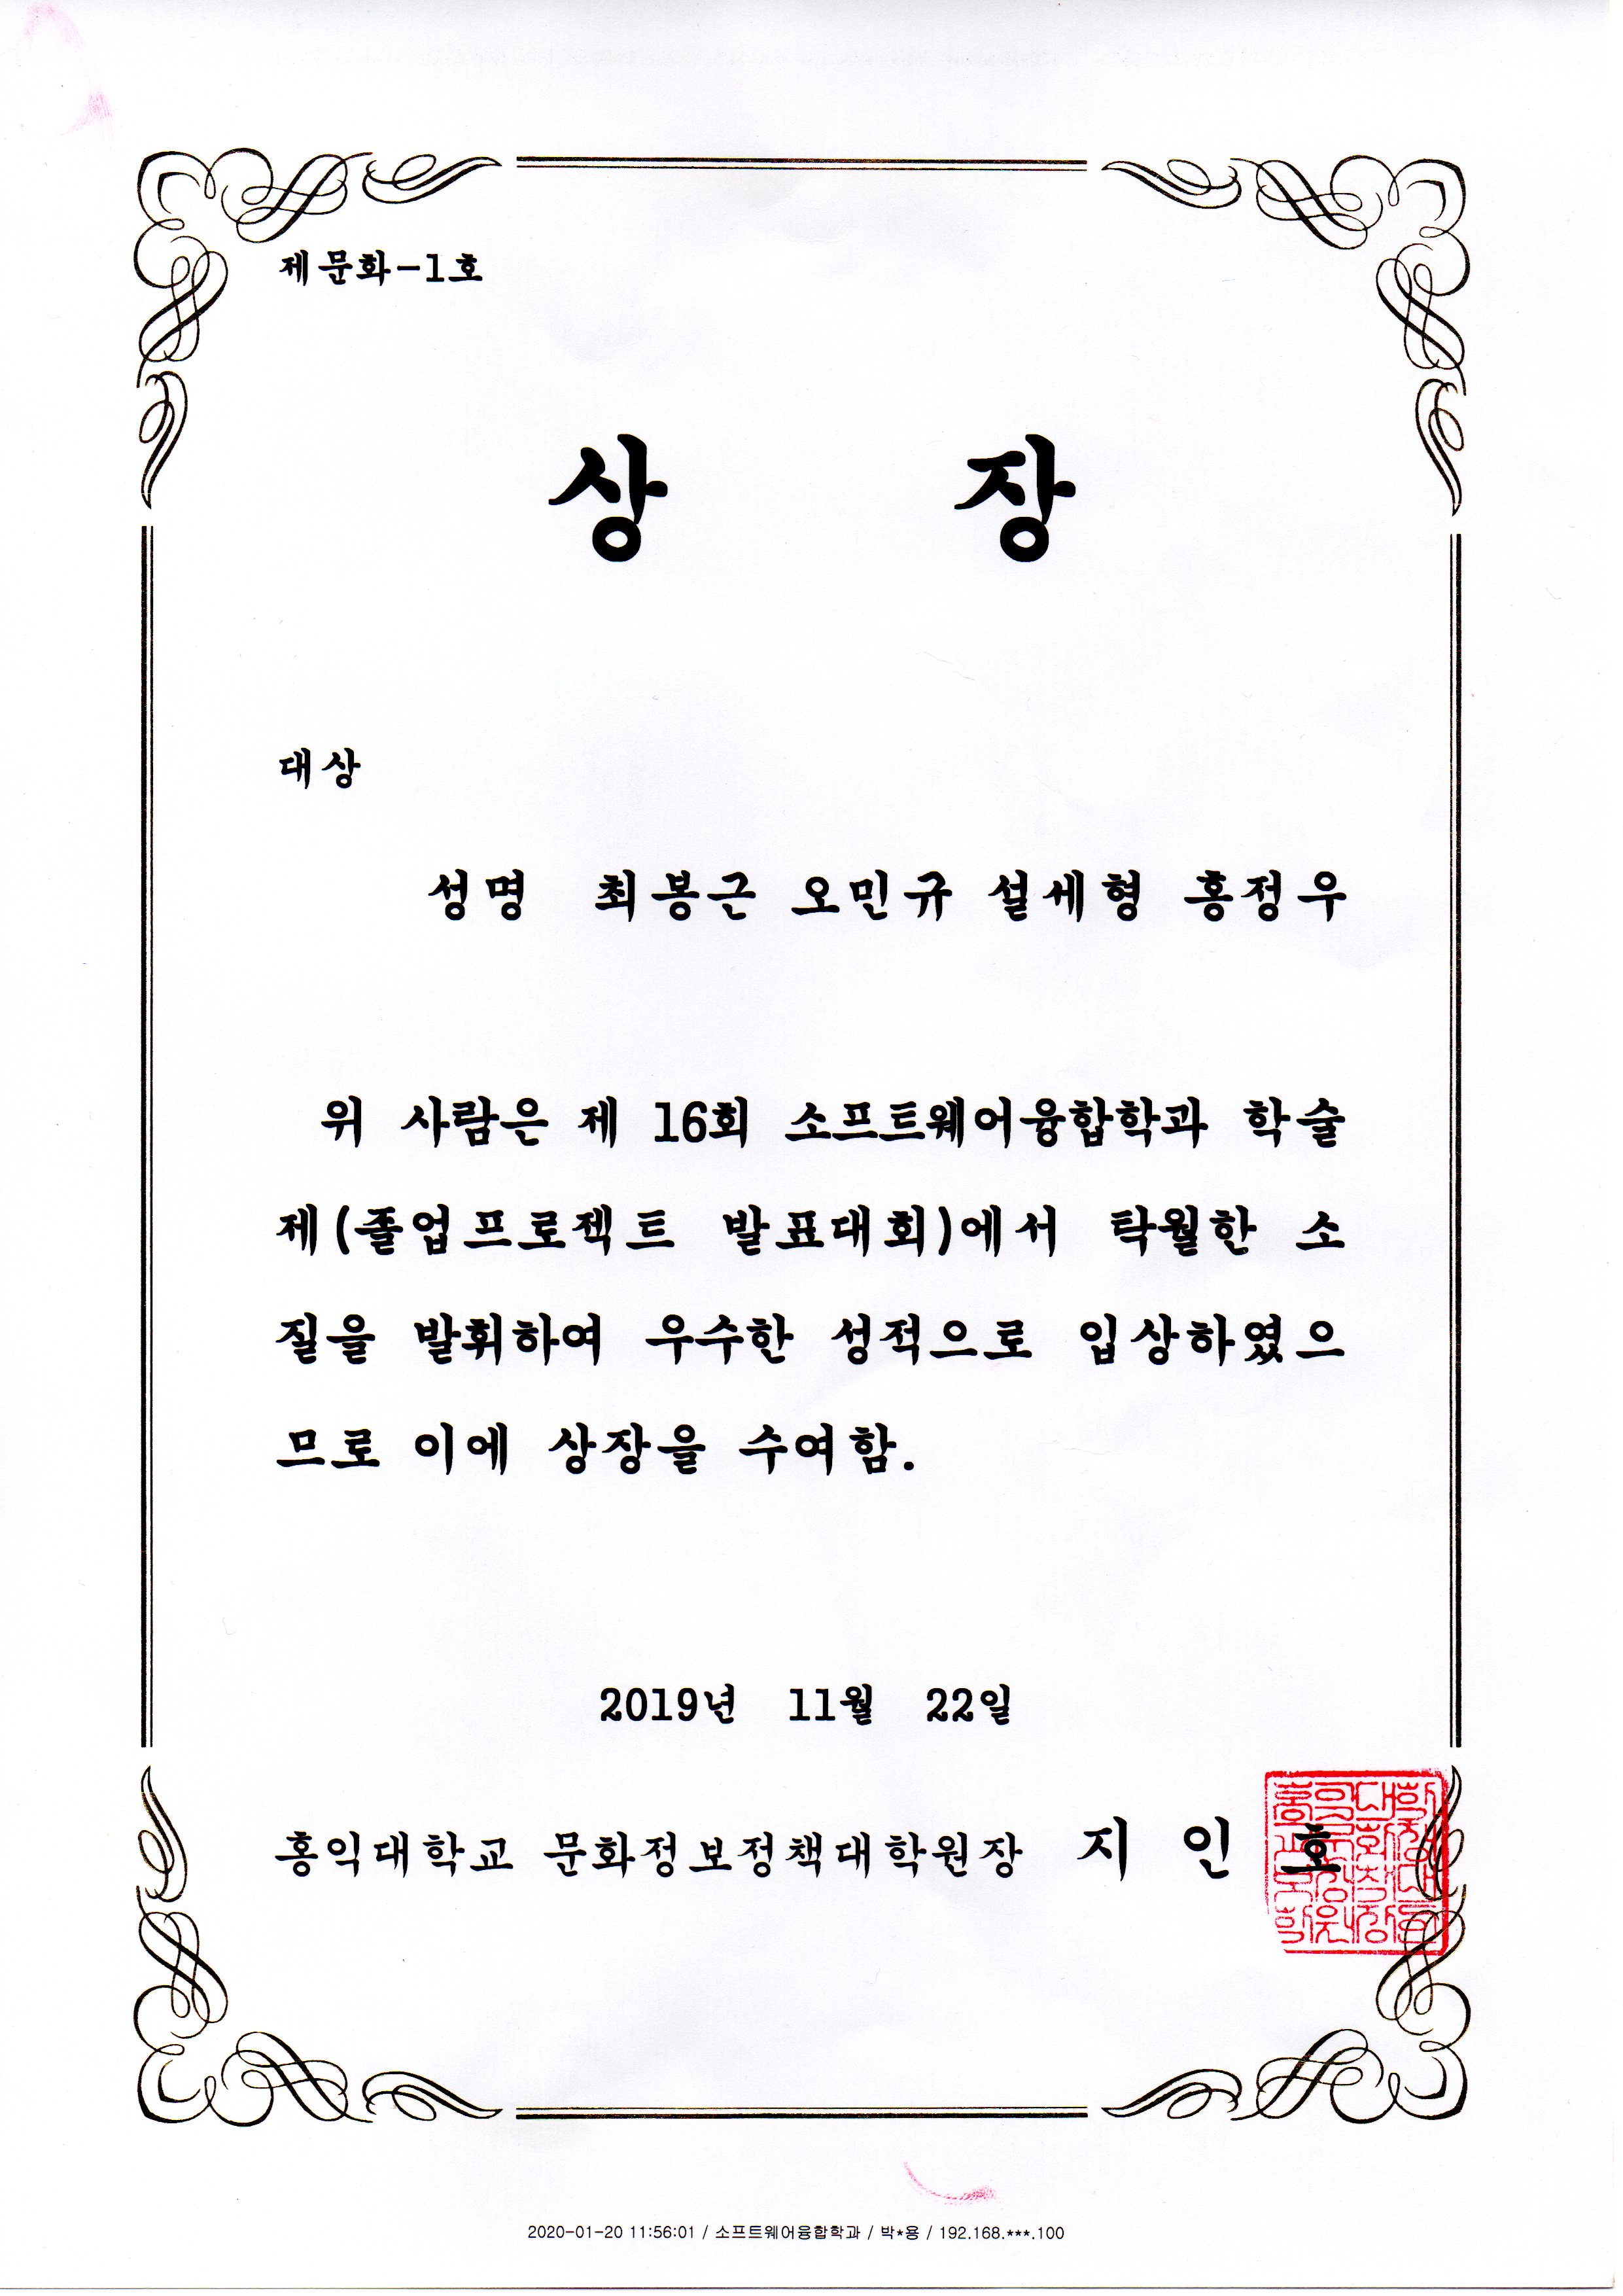 제문화-1호
상 장
대상
성명 최봉근 오민규 설세형 홍정우
위 사람은 제 16회 소프트웨어융합학과 학술
제(졸업프로젝트 발표대회)에서 탁월한 소
질을 발휘하여 우수한 성적으로 입상하였으
므로 이에 상장을 수여함.
2019년 11월 22일
홍익대학교 문화정보정책대학원장 지 인 호
2020-01-20 11:56:01 / 소프트웨어융합학과 / 박*용 / 192.168.***.100